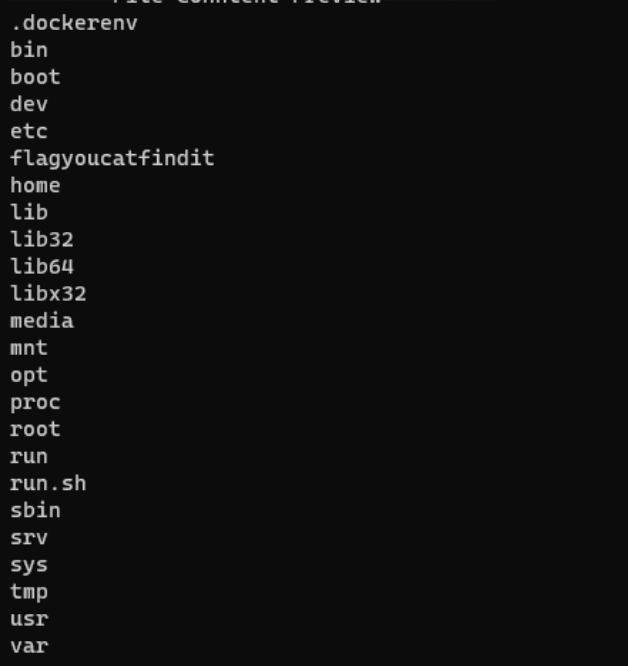 .dockerenv
bin
boot
dev
etc
flagyoucatfindit
home
lib
lib32
lib64
libx32
media
mnt
opt
proc
root
run
run.sh
sbin
srv
sys
tmp
usr
var